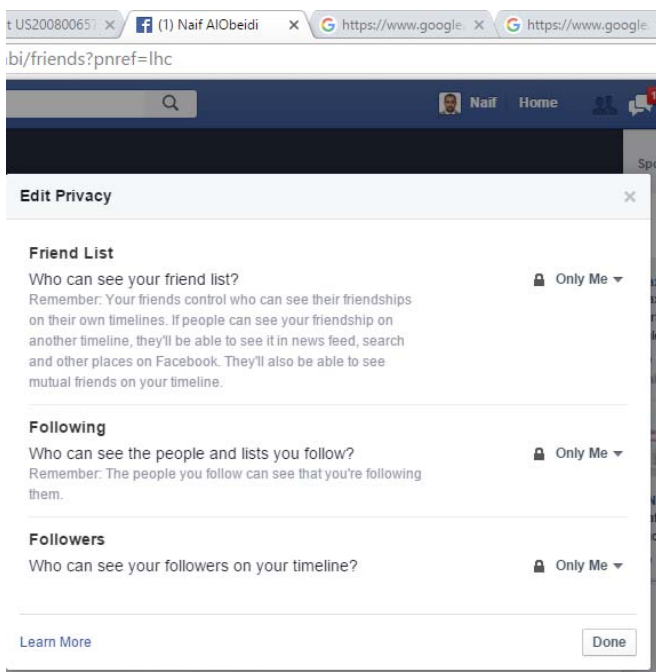 t US20080065
(1) Naif AlObeidi
https://www.google.
https://www.google.
bi/friends?pnref=lhc
Naif Home
1
Edit Privacy
Friend List
Who can see your friend list?
Only Me
Remember: Your friends control who can see their friendships
on their own timelines. If people can see your friendship on
another timeline, they'll be able to see it in news feed, search
and other places on Facebook. They'll also be able to see
mutual friends on your timeline.
Following
Who can see the people and lists you follow?
Only Me
Remember: The people you follow can see that you're following
them.
Followers
Who can see your followers on your timeline?
Only Me
Learn More
Done